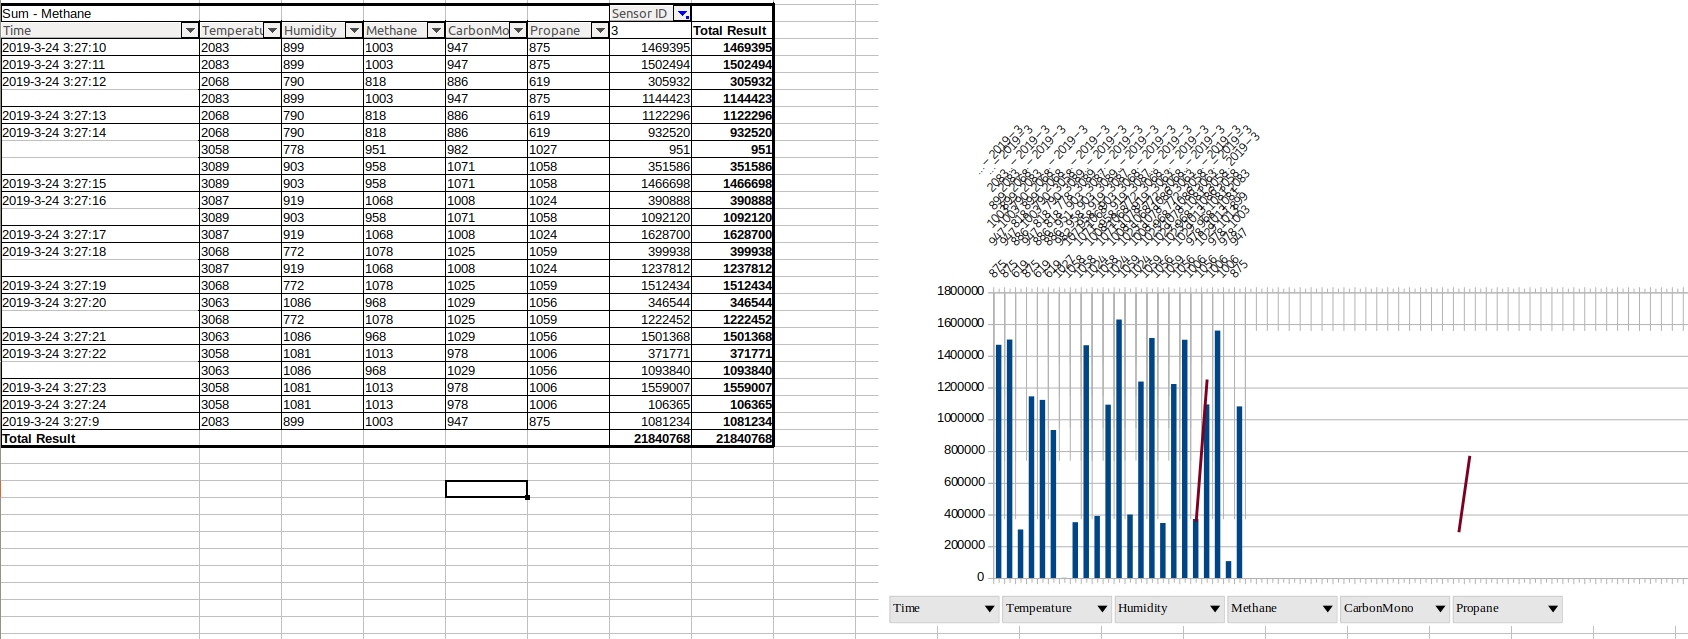 Sum - Methane Sensor ID
Time Temperatu Humidity Methane CarbonMo Propane 3 Total Result
2019-3-24 3:27:10 2083 899 1003 947 875 1469395 1469395
2019-3-24 3:27:11 2083 899 1003 947 875 1502494 1502494
2019-3-24 3:27:12 2068 790 818 886 619 305932 305932
2083 899 1003 947 875 1144423 1144423
2019-3-24 3:27:13 2068 790 818 886 619 1122296 1122296
2019-3-24 3:27:14 2068 790 818 886 619 932520 932520
3058 778 951 982 1027 951 951
3089 903 958 1071 1058 351586 351586
2019-3-24 3:27:15 3089 903 958 1071 1058 1466698 1466698
2019-3-24 3:27:16 3087 919 1068 1008 1024 390888 390888
3089 903 958 1071 1058 1092120 1092120
2019-3-24 3:27:17 3087 919 1068 1008 1024 1628700 1628700
2019-3-24 3:27:18 3068 772 1078 1025 1059 399938 399938
3087 919 1068 1008 1024 1237812 1237812
2019-3-24 3:27:19 3068 772 1078 1025 1059 1512434 1512434
2019-3-24 3:27:20 3063 1086 968 1029 1056 346544 346544
3068 772 1078 1025 1059 1222452 1222452
2019-3-24 3:27:21 3063 1086 968 1029 1056 1501368 1501368
2019-3-24 3:27:22 3058 1081 1013 978 1006 371771 371771
3063 1086 968 1029 1056 1093840 1093840
2019-3-24 3:27:23 3058 1081 1013 978 1006 1559007 1559007
2019-3-24 3:27:24 3058 1081 1013 978 1006 106365 106365
2019-3-24 3:27:9 2083 899 1003 947 875 1081234 1081234
Total Result 21840768 21840768
1800000
1600000
1400000
1200000
1000000
800000
600000
400000
200000
0
Time Temperature Humidity Methane CarbonMono Propane